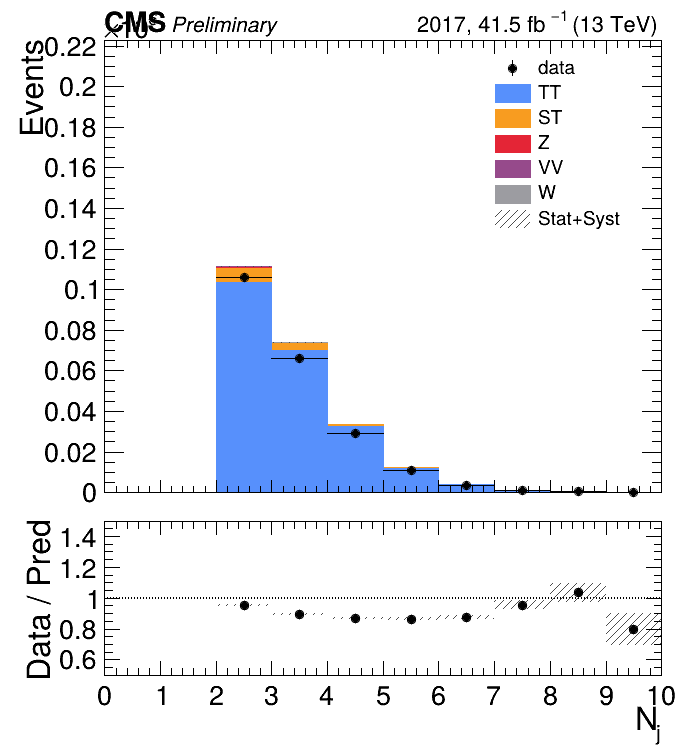 CMS Preliminary 2017, 41.5 fb⁻¹ (13 TeV)
Events
0.22
0.2
0.18
0.16
0.14
0.12
0.1
0.08
0.06
0.04
0.02
0
data
TT
ST
Z
VV
W
Stat+Syst
Data / Pred
1.4
1.2
1
0.8
0.6
0 1 2 3 4 5 6 7 8 9 10
N_j